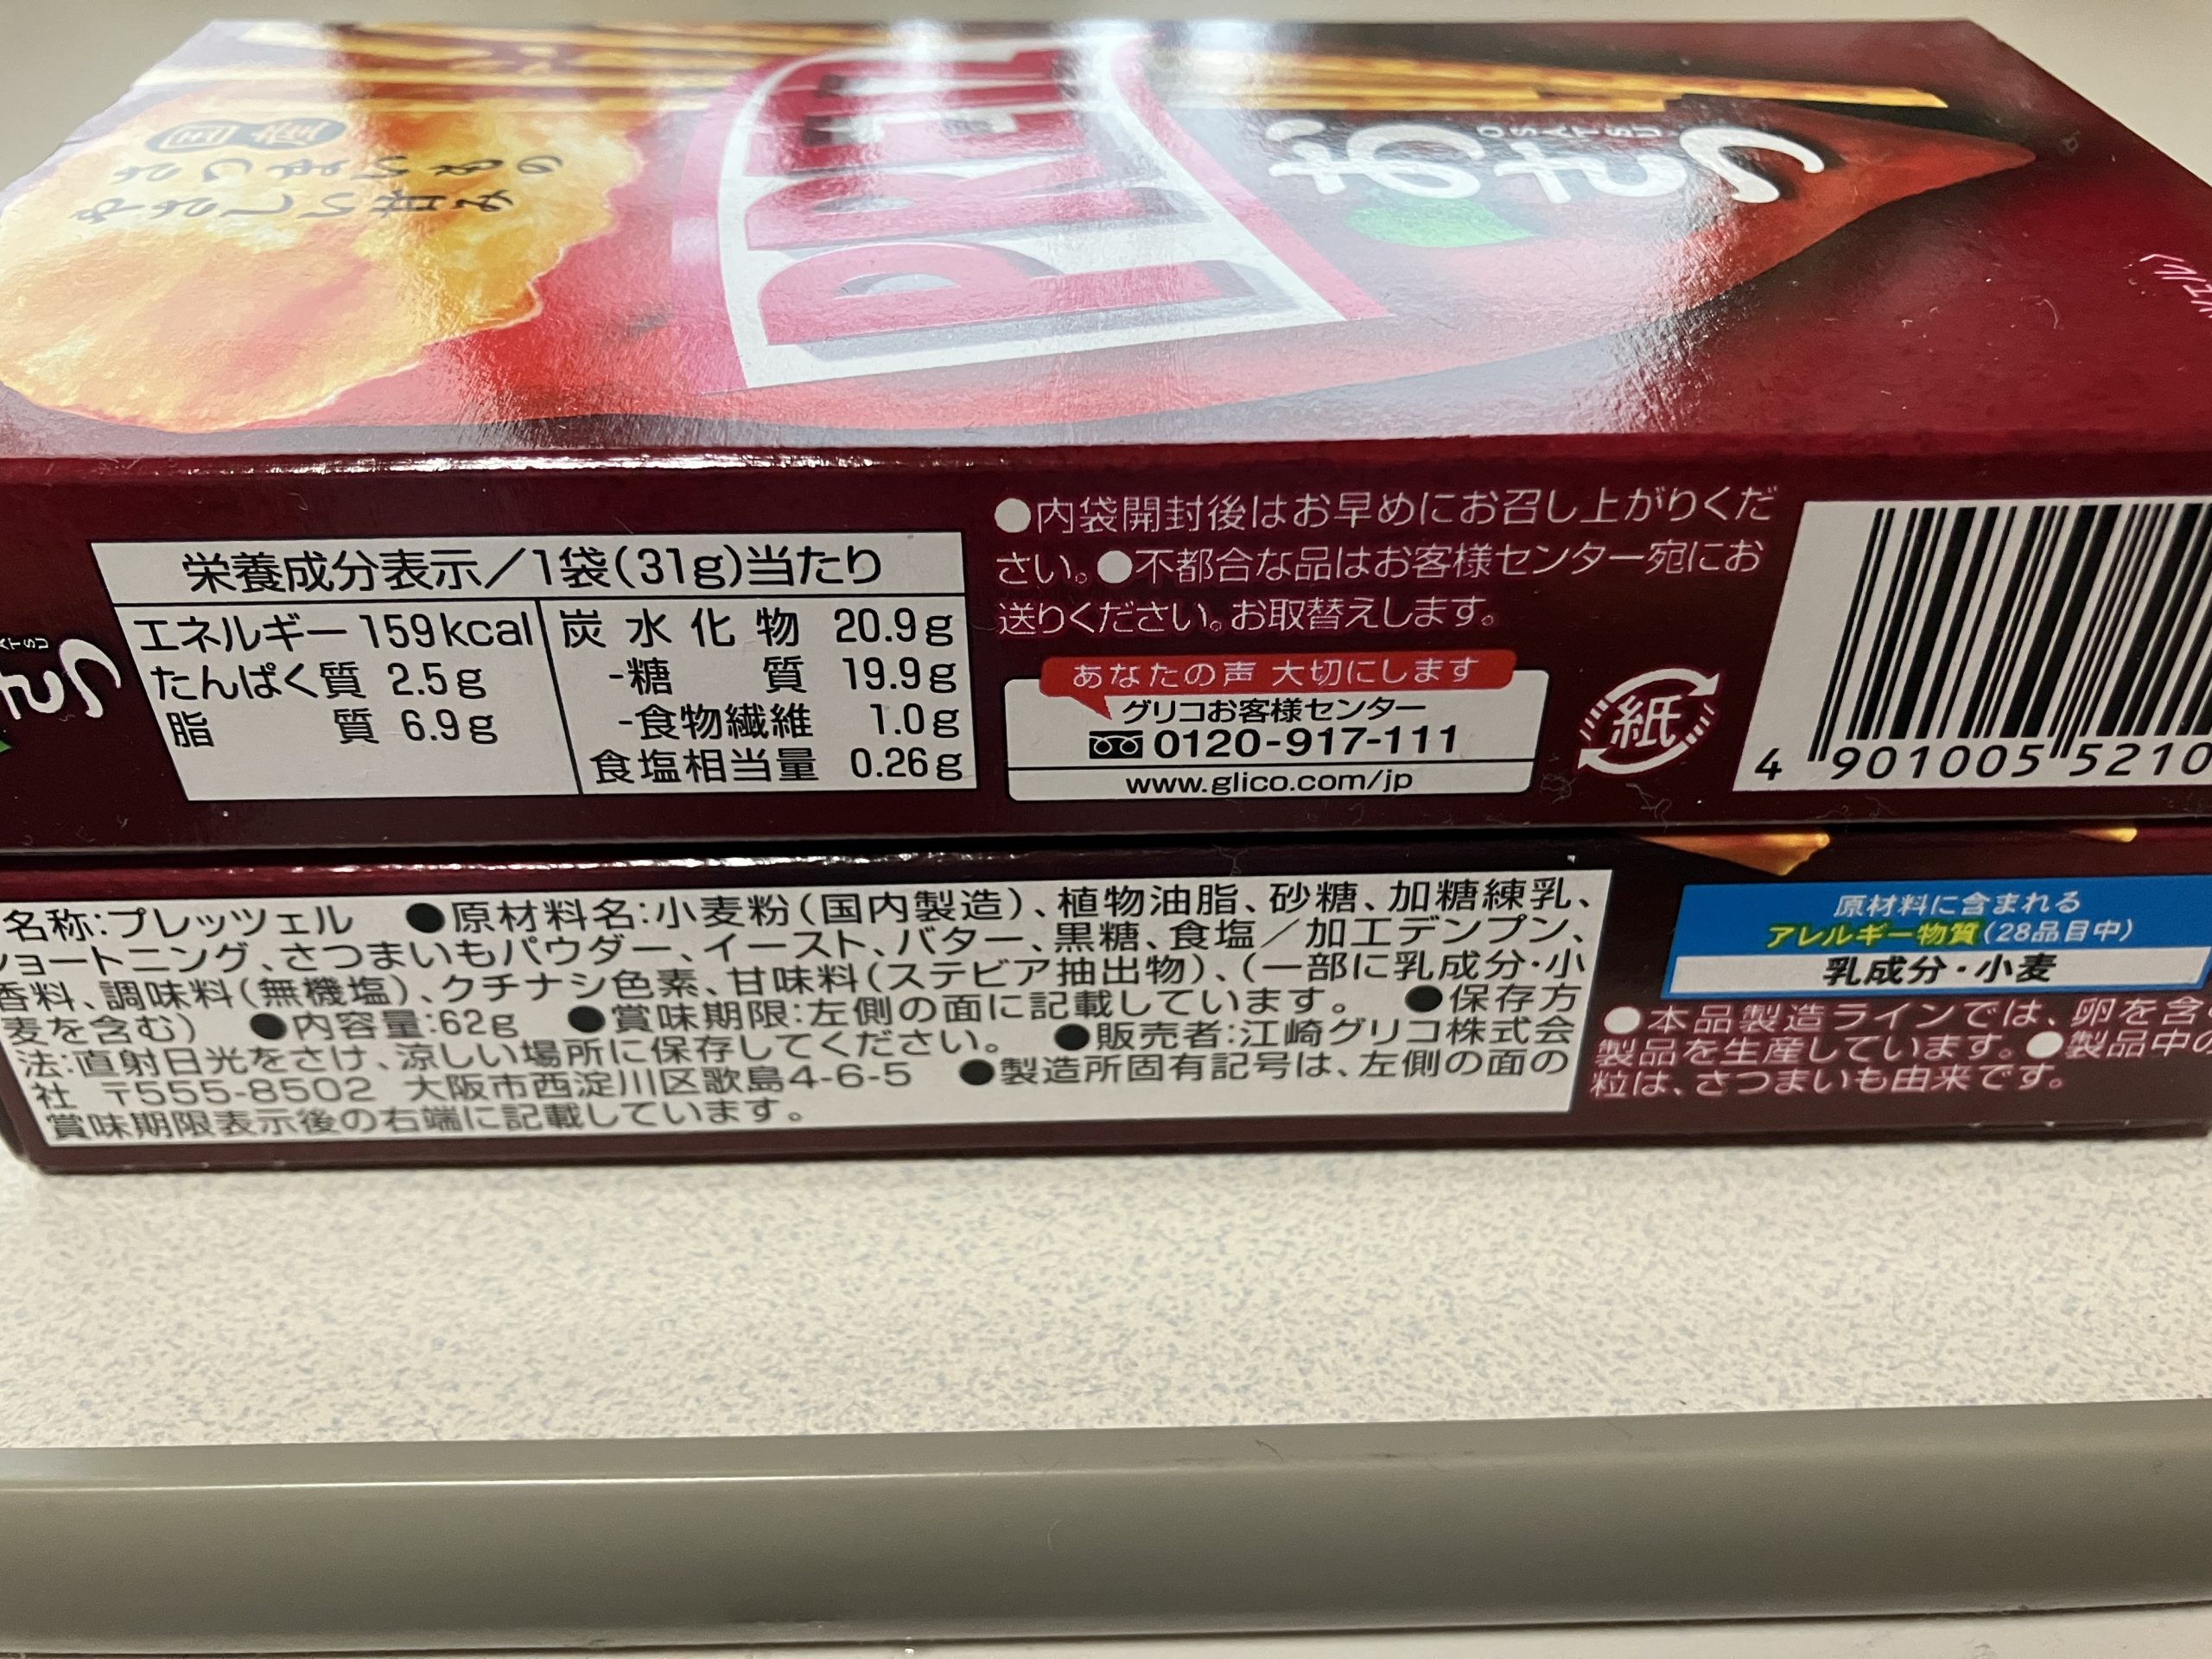 国産
さつまいもの
やさしい甘み
PRETZ
OSATSU
おさつ
栄養成分表示／1袋(31g)当たり
エネルギー 159kcal
たんぱく質 2.5g
脂質 6.9g
炭水化物 20.9g
-糖質 19.9g
-食物繊維 1.0g
食塩相当量 0.26g
●内袋開封後はお早めにお召し上がりくだ
さい。●不都合な品はお客様センター宛にお
送りください。お取替えします。
あなたの声 大切にします
グリコお客様センター
0120-917-111
www.glico.com/jp
紙
4 901005 5210
名称:プレッツェル ●原材料名:小麦粉(国内製造)、植物油脂、砂糖、加糖練乳、
ョートニング、さつまいもパウダー、イースト、バター、黒糖、食塩／加工デンプン、
香料、調味料(無機塩)、クチナシ色素、甘味料(ステビア抽出物)、(一部に乳成分・小
麦を含む) ●内容量:62g ●賞味期限:左側の面に記載しています。 ●保存方
法:直射日光をさけ、涼しい場所に保存してください。 ●販売者:江崎グリコ株式会
社 〒555-8502 大阪市西淀川区歌島4-6-5 ●製造所固有記号は、左側の面の
賞味期限表示後の右端に記載しています。
原材料に含まれる
アレルギー物質(28品目中)
乳成分・小麦
●本品製造ラインでは、卵を含
製品を生産しています。●製品中の
粒は、さつまいも由来です。